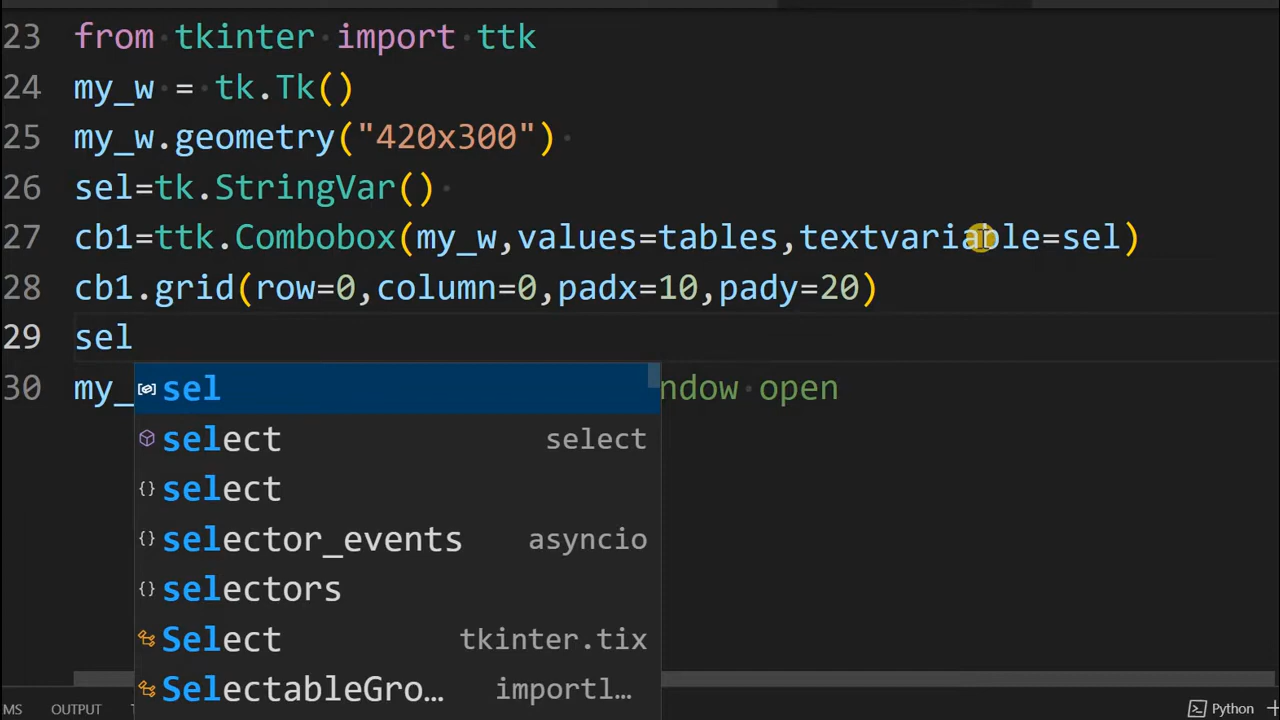 23 from tkinter import ttk
24 my_w = tk.Tk()
25 my_w.geometry("420x300")
26 sel=tk.StringVar()
27 cb1=ttk.Combobox(my_w,values=tables,textvariable=sel)
28 cb1.grid(row=0,column=0,padx=10,pady=20)
29 sel
30 my_ sel ndow open
select select
select
selector_events asyncio
selectors
Select tkinter.tix
SelectableGro… importl…
MS OUTPUT Python